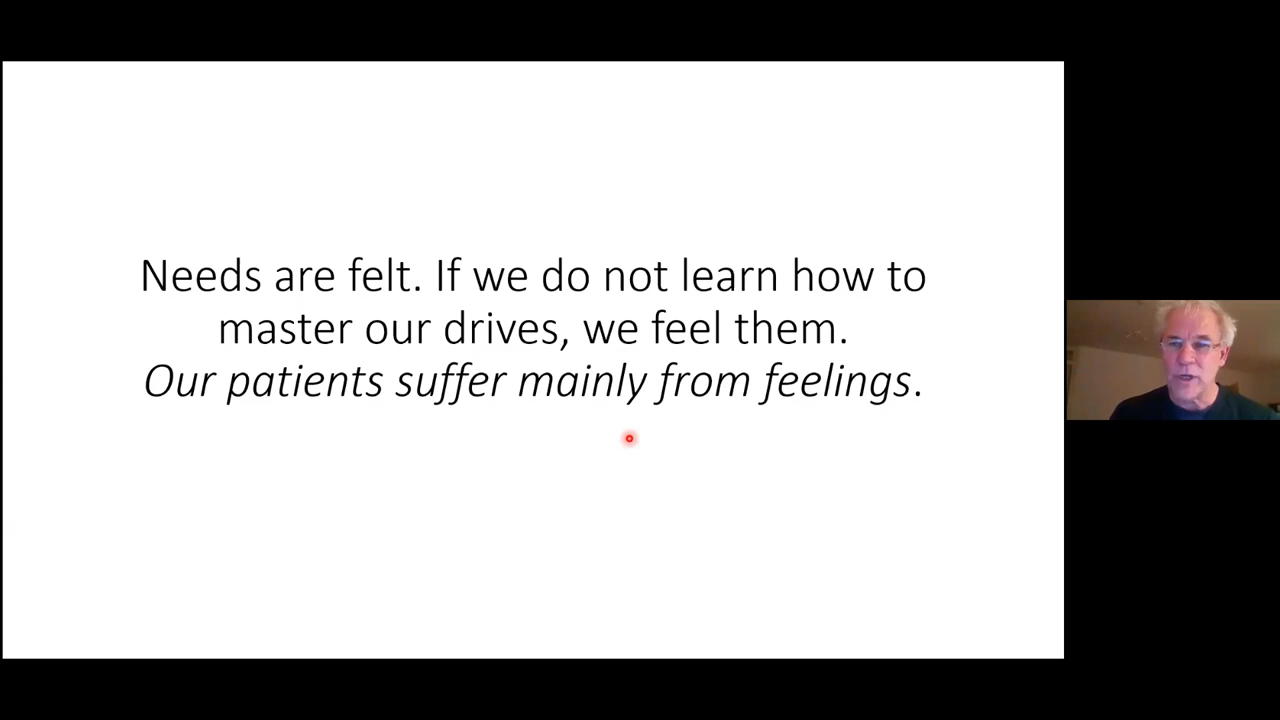 Needs are felt. If we do not learn how to
master our drives, we feel them.
Our patients suffer mainly from feelings.